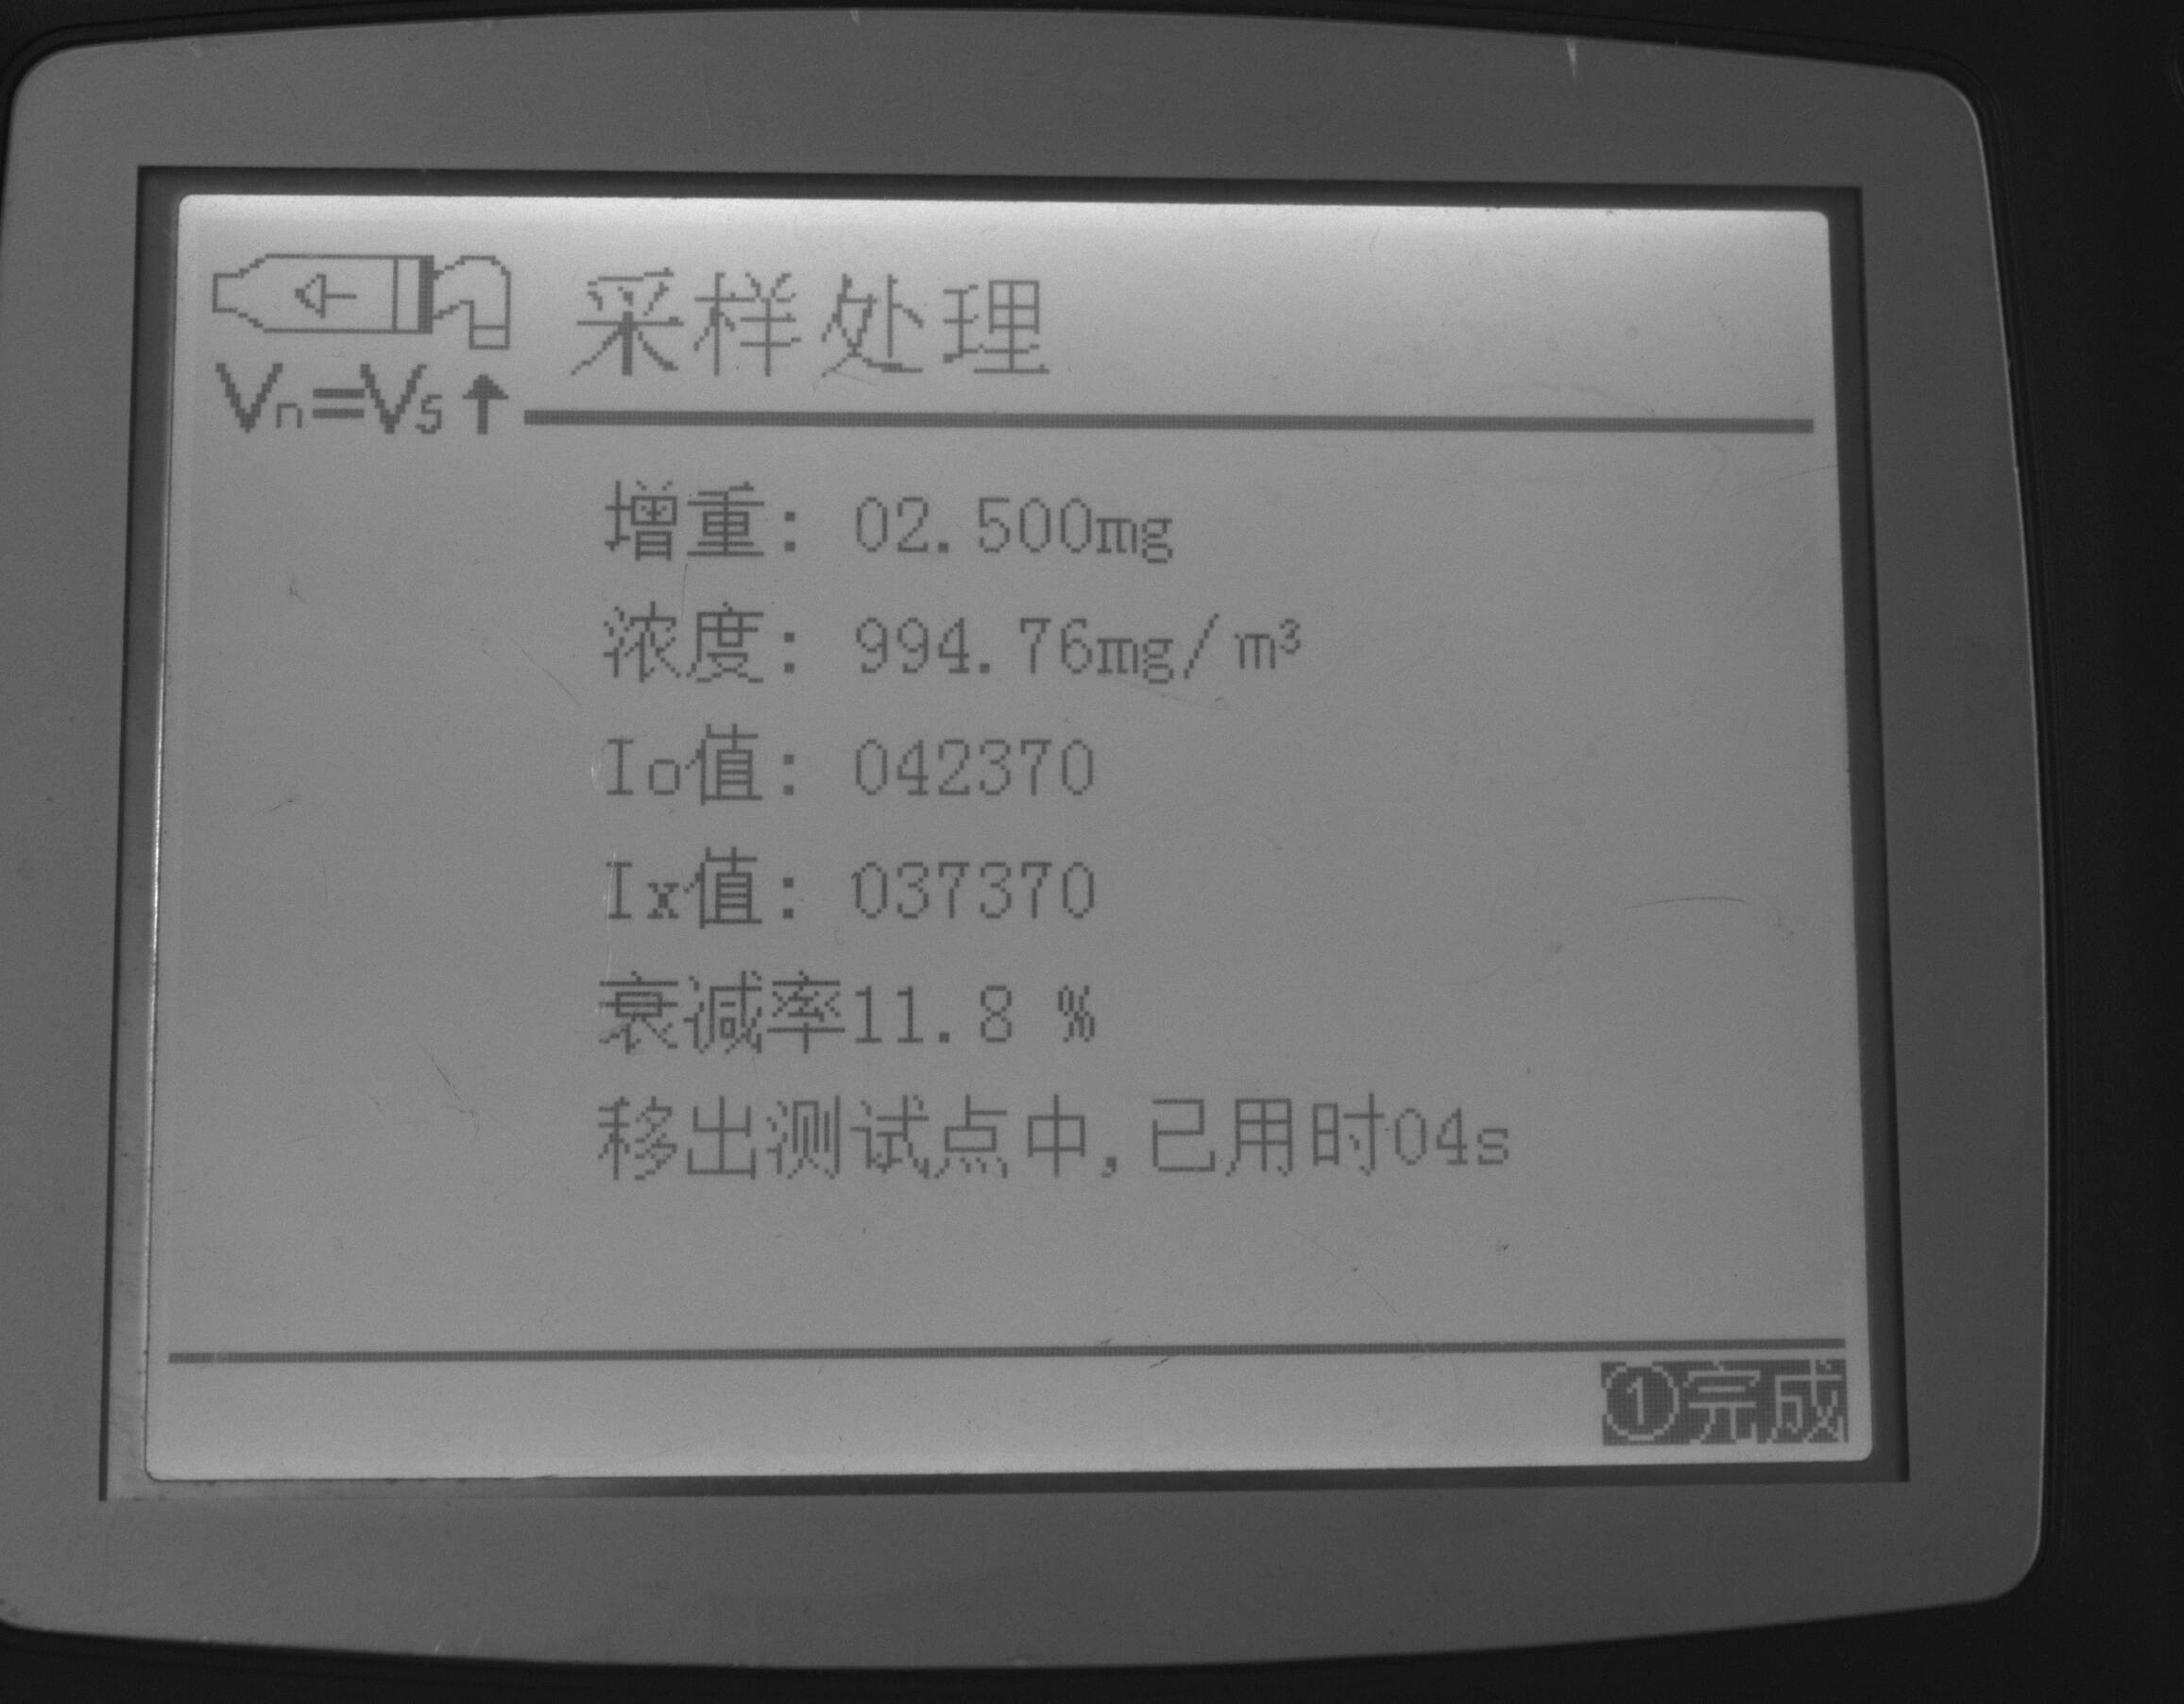 采样处理
Vn=Vs↑
增重: 02.500mg
浓度: 994.76mg/m³
Io值: 042370
Ix值: 037370
衰减率11.8 %
移出测试点中,已用时04s
①完成